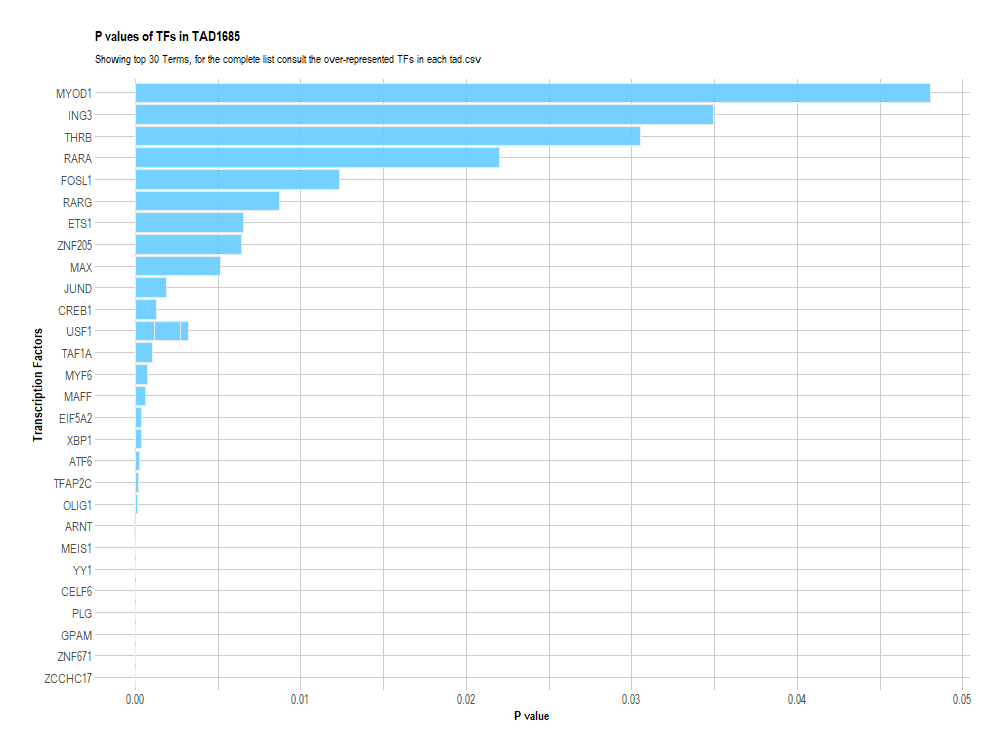 P values of TFs in TAD1685
Showing top 30 Terms, for the complete list consult the over-represented TFs in each tad.csv
MYOD1
ING3
THRB
RARA
FOSL1
RARG
ETS1
ZNF205
MAX
JUND
CREB1
USF1
TAF1A
MYF6
MAFF
EIF5A2
XBP1
ATF6
TFAP2C
OLIG1
ARNT
MEIS1
YY1
CELF6
PLG
GPAM
ZNF671
ZCCHC17
Transcription Factors
0.00 0.01 0.02 0.03 0.04 0.05
P value